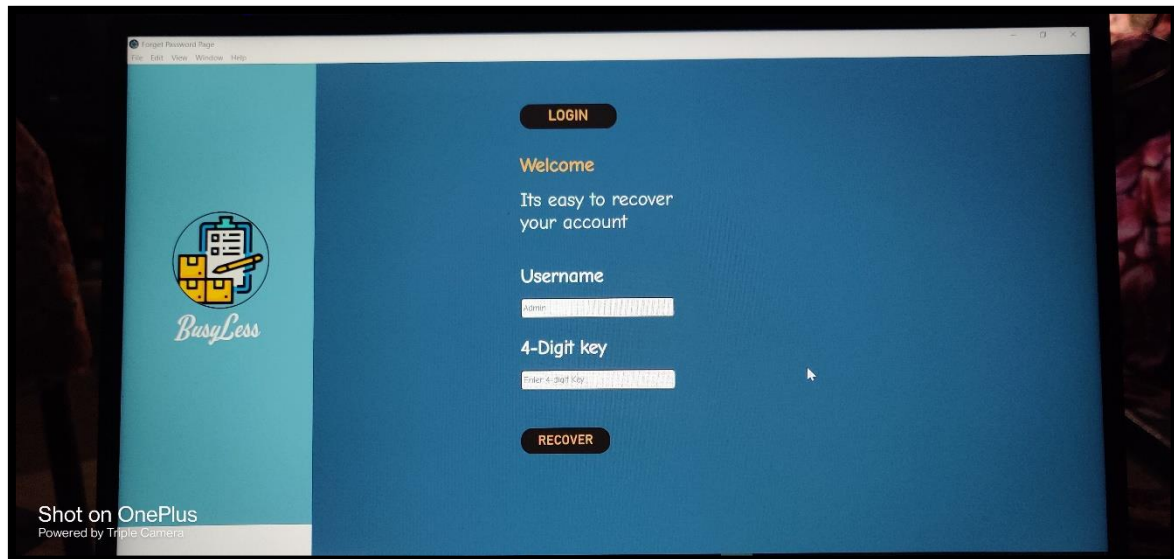 Forget Password Page
File Edit View Window Help
LOGIN
Welcome
Its easy to recover
your account
Username
Admin
4-Digit key
Enter 4-digit Key
RECOVER
BusyLess
Shot on OnePlus
Powered by Triple Camera